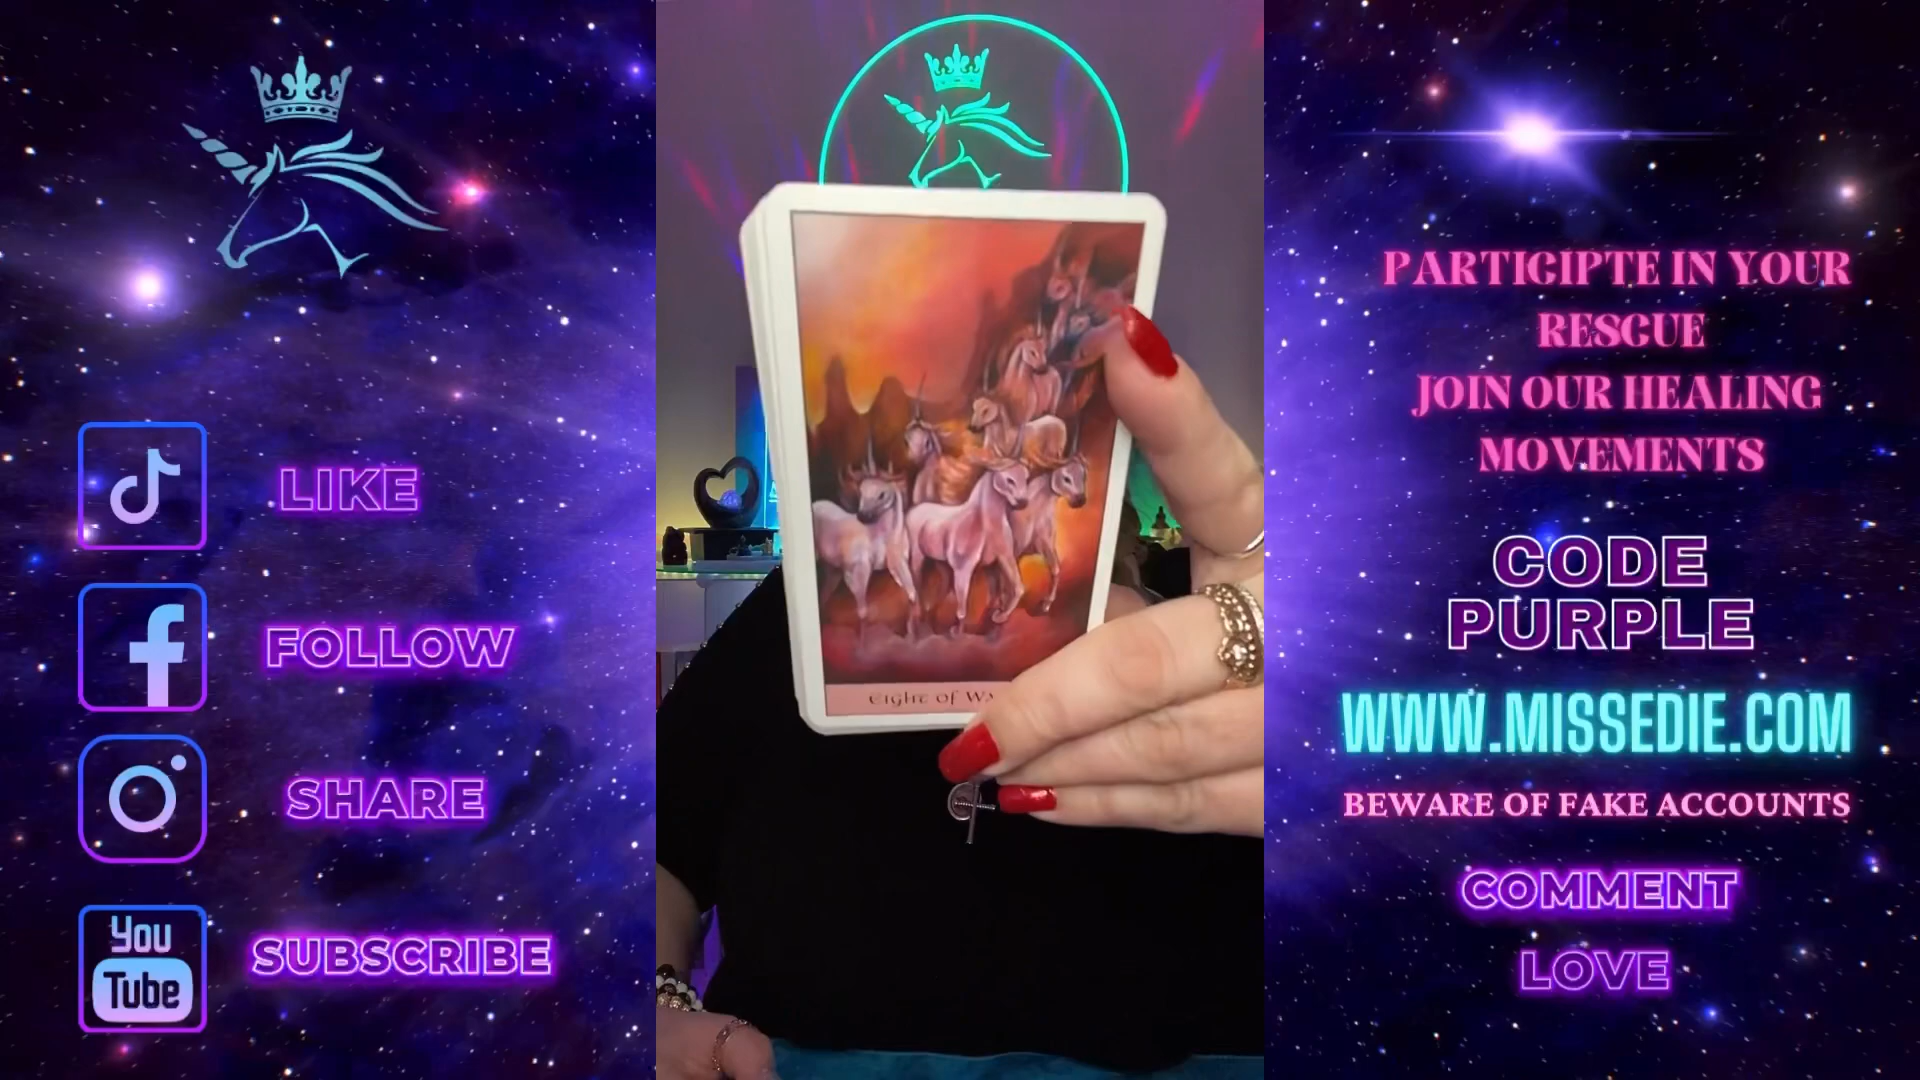 LIKE
FOLLOW
SHARE
You
Tube
SUBSCRIBE
EIGHT OF
PARTICIPTE IN YOUR
RESCUE
JOIN OUR HEALING
MOVEMENTS
CODE
PURPLE
WWW.MISSEDIE.COM
BEWARE OF FAKE ACCOUNTS
COMMENT
LOVE